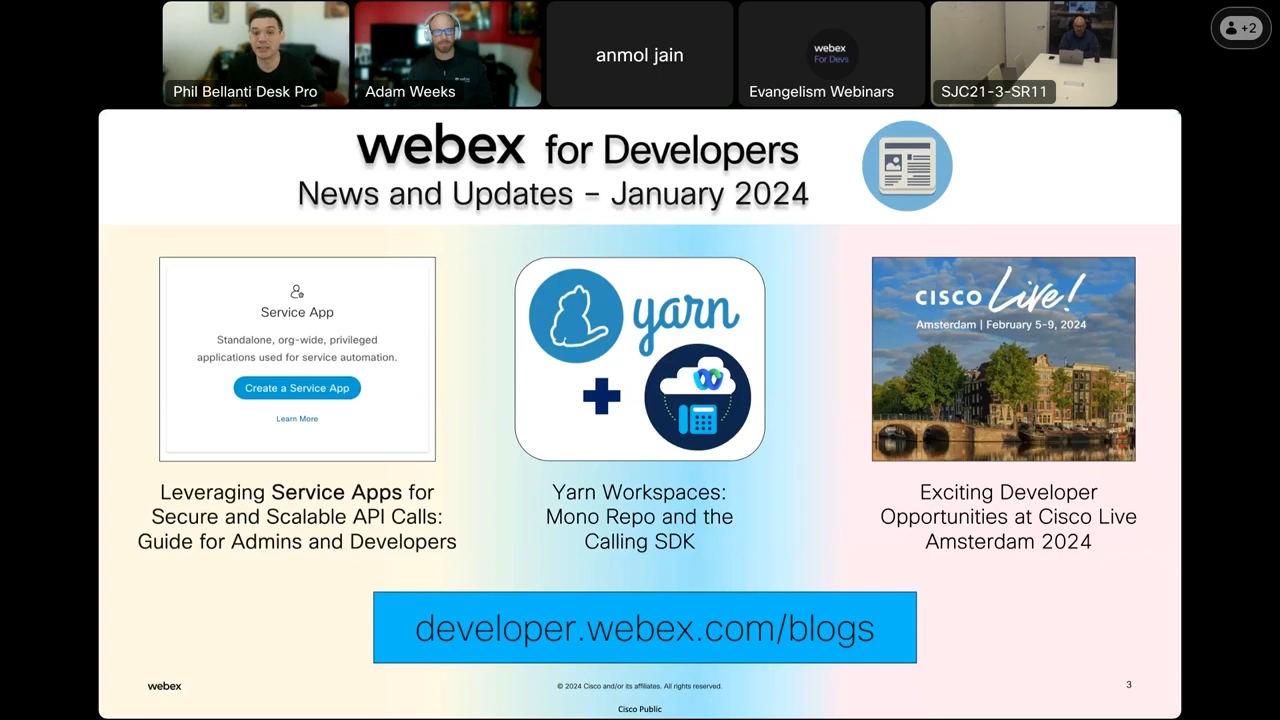 Phil Bellanti Desk Pro
Adam Weeks
anmol jain
webex
For Devs
Evangelism Webinars
SJC21-3-SR11
+2
webex for Developers
News and Updates – January 2024
Service App
Standalone, org-wide, privileged
applications used for service automation.
Create a Service App
Learn More
yarn
CISCO Live!
Amsterdam | February 5-9, 2024
Leveraging Service Apps for
Secure and Scalable API Calls:
Guide for Admins and Developers
Yarn Workspaces:
Mono Repo and the
Calling SDK
Exciting Developer
Opportunities at Cisco Live
Amsterdam 2024
developer.webex.com/blogs
webex
© 2024 Cisco and/or its affiliates. All rights reserved.
3
Cisco Public